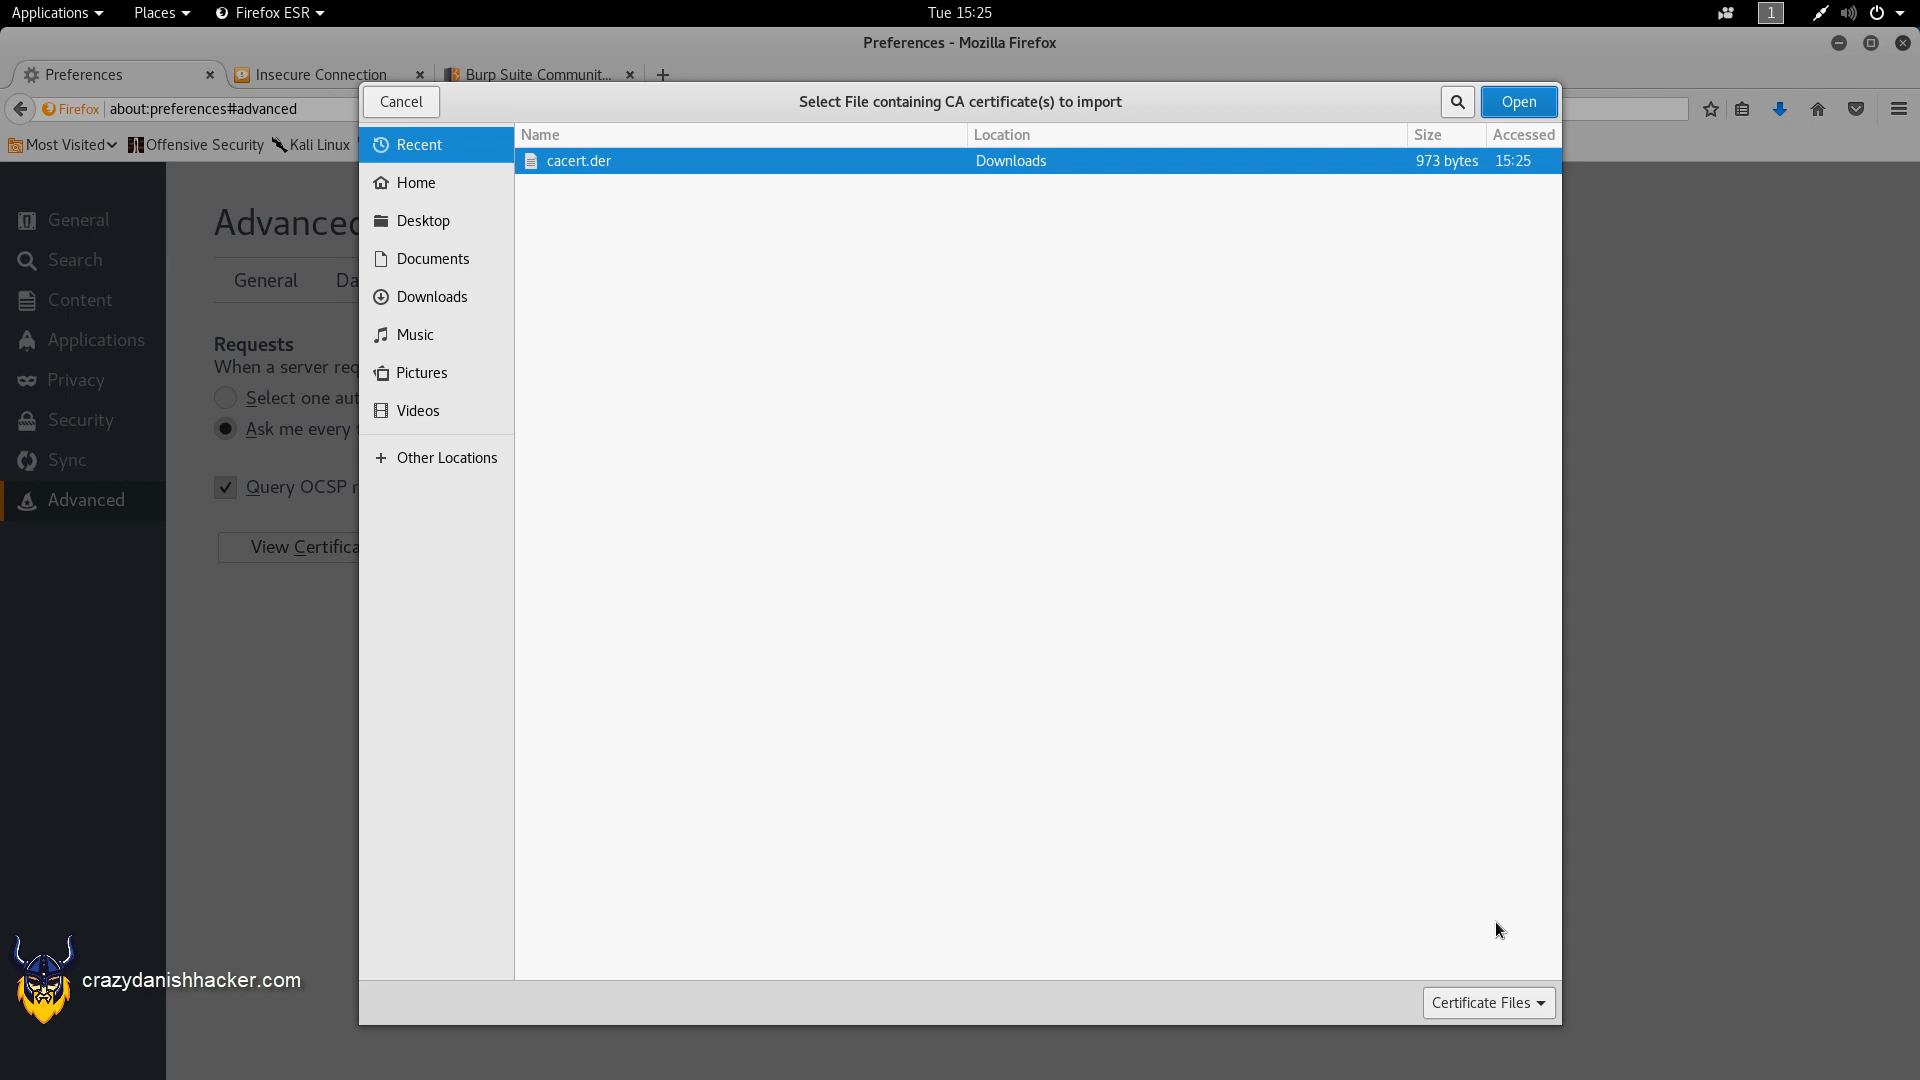 Applications Places Firefox ESR Tue 15:25 1
Preferences - Mozilla Firefox
Preferences Insecure Connection Burp Suite Communit...
Firefox about:preferences#advanced
Most Visited Offensive Security Kali Linux
Cancel Select File containing CA certificate(s) to import Open
Name Location Size Accessed
cacert.der Downloads 973 bytes 15:25
Recent
Home
Desktop
Documents
Downloads
Music
Pictures
Videos
Other Locations
Certificate Files
General
Search
Content
Applications
Privacy
Security
Sync
Advanced
Advanced
General Da
Requests
When a server req
Select one aut
Ask me every
Query OCSP r
View Certifica
crazydanishhacker.com